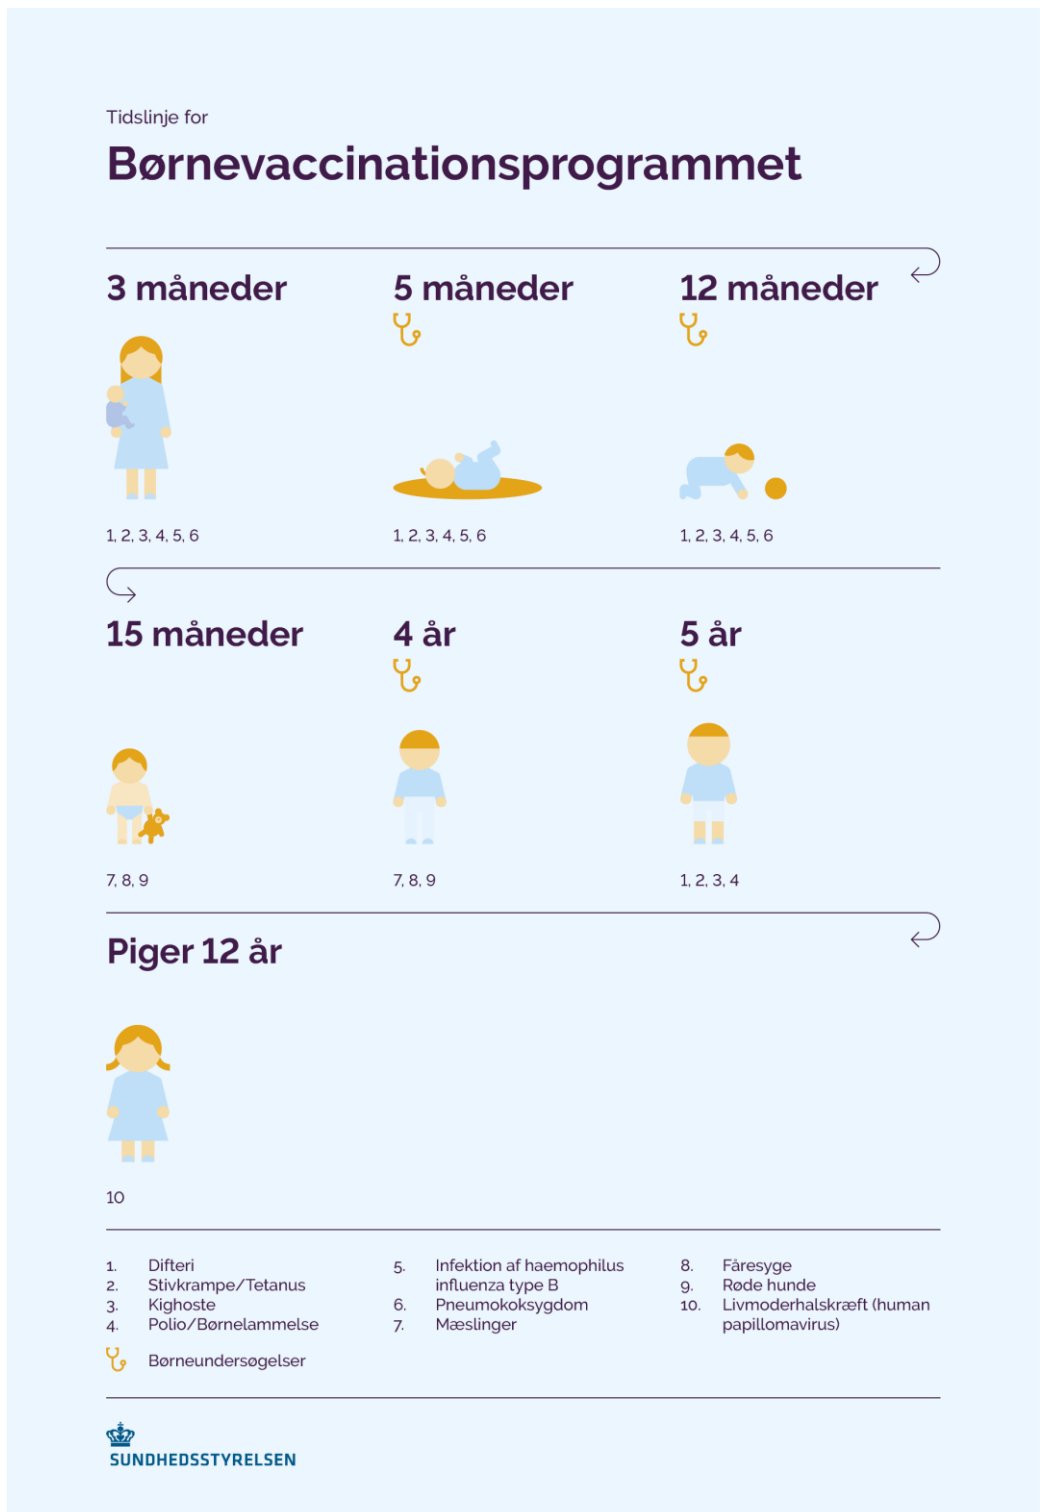 Tidslinje for
Børnevaccinationsprogrammet
3 måneder
5 måneder
12 måneder
1, 2, 3, 4, 5, 6
1, 2, 3, 4, 5, 6
1, 2, 3, 4, 5, 6
15 måneder
4 år
5 år
7, 8, 9
7, 8, 9
1, 2, 3, 4
Piger 12 år
10
1. Difteri
2. Stivkrampe/Tetanus
3. Kighoste
4. Polio/Børnelammelse
5. Infektion af haemophilus
influenza type B
6. Pneumokoksygdom
7. Mæslinger
8. Fåresyge
9. Røde hunde
10. Livmoderhalskræft (human
papillomavirus)
Børneundersøgelser
SUNDHEDSSTYRELSEN